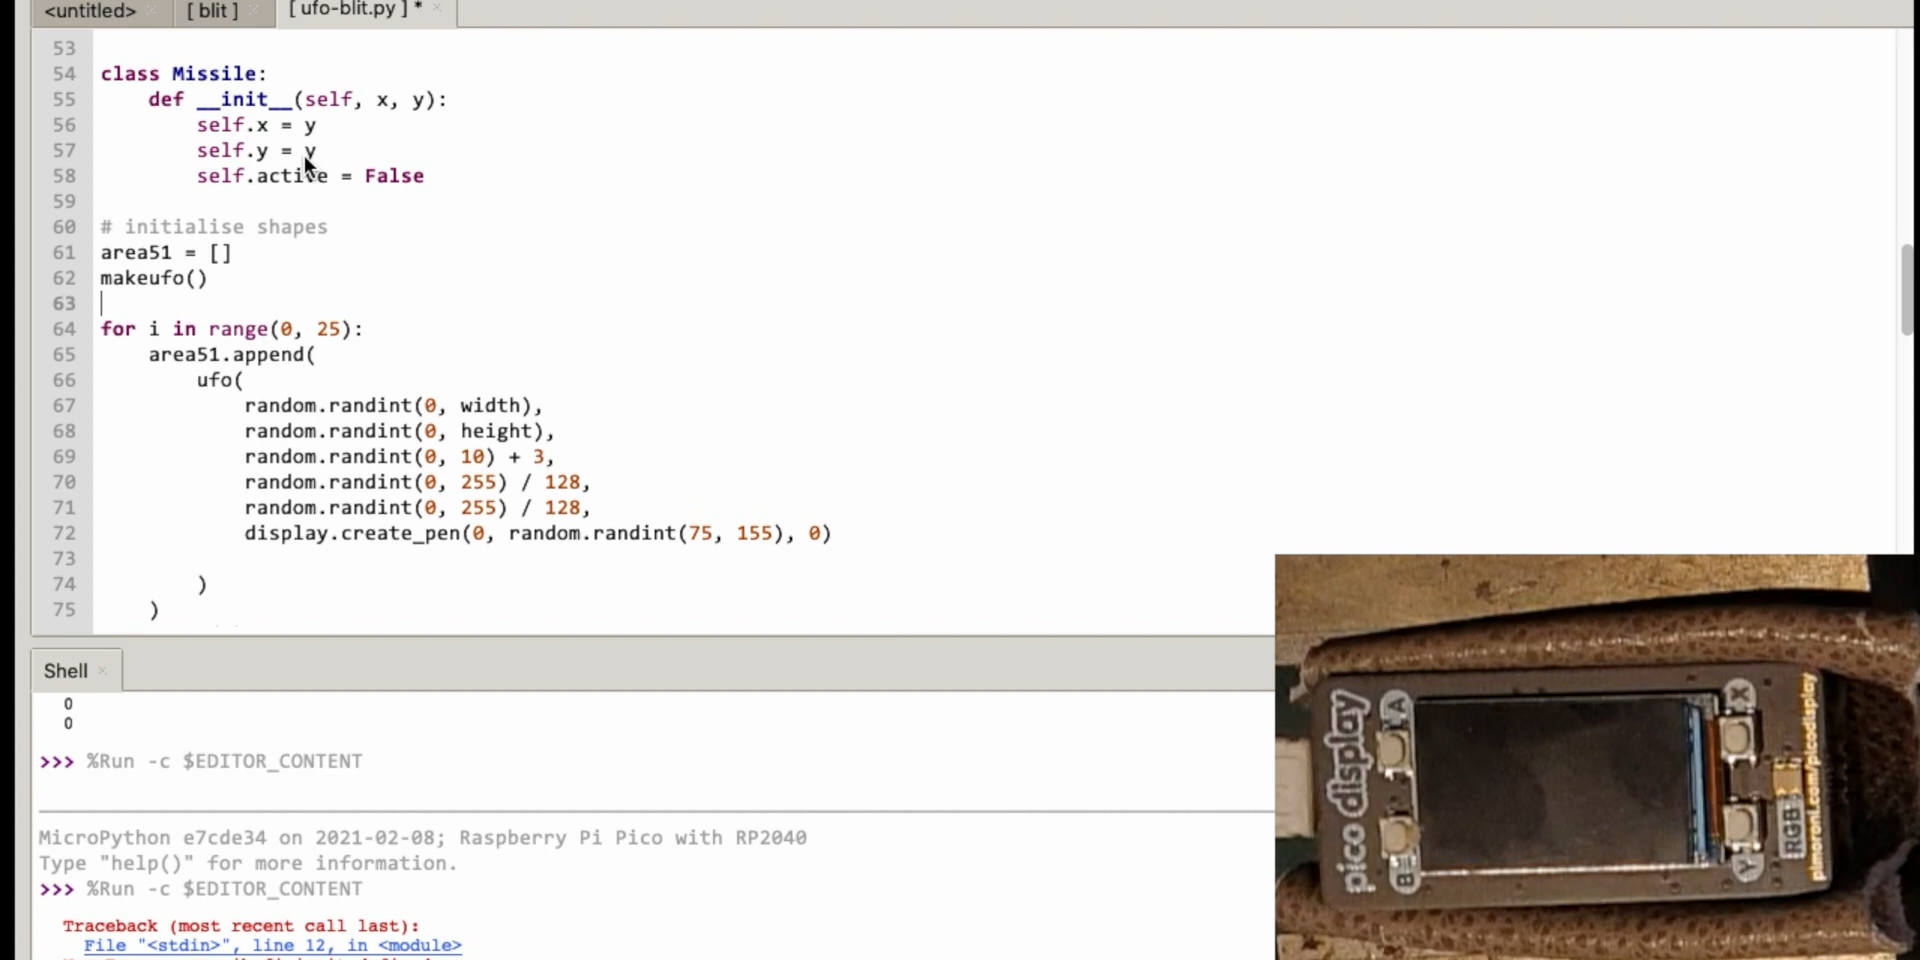 <untitled> [ blit ] [ ufo-blit.py ] *
53
54 class Missile:
55 def __init__(self, x, y):
56 self.x = y
57 self.y = y
58 self.active = False
59
60 # initialise shapes
61 area51 = []
62 makeufo()
63
64 for i in range(0, 25):
65 area51.append(
66 ufo(
67 random.randint(0, width),
68 random.randint(0, height),
69 random.randint(0, 10) + 3,
70 random.randint(0, 255) / 128,
71 random.randint(0, 255) / 128,
72 display.create_pen(0, random.randint(75, 155), 0)
73
74 )
75 )
Shell
0
0
>>> %Run -c $EDITOR_CONTENT
MicroPython e7cde34 on 2021-02-08; Raspberry Pi Pico with RP2040
Type "help()" for more information.
>>> %Run -c $EDITOR_CONTENT
Traceback (most recent call last):
File "<stdin>", line 12, in <module>
pico display
A
B
X
Y
RGB
pimoroni.com/picodisplay